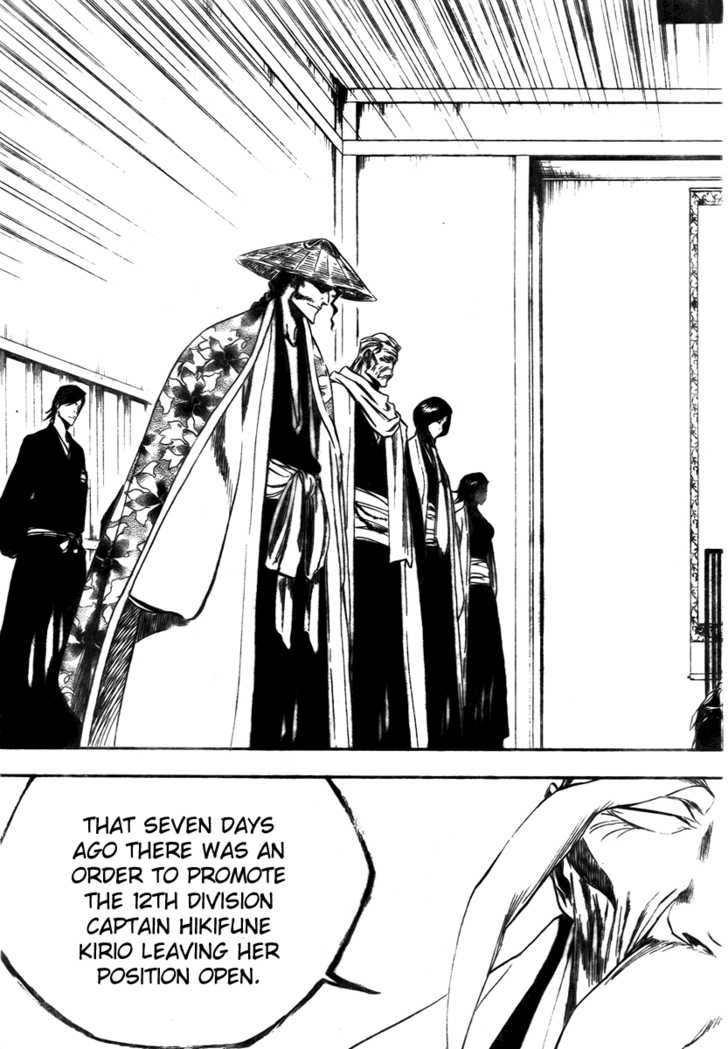 THAT SEVEN DAYS
AGO THERE WAS AN
ORDER TO PROMOTE
THE 12TH DIVISION
CAPTAIN HIKIFUNE
KIRIO LEAVING HER
POSITION OPEN.